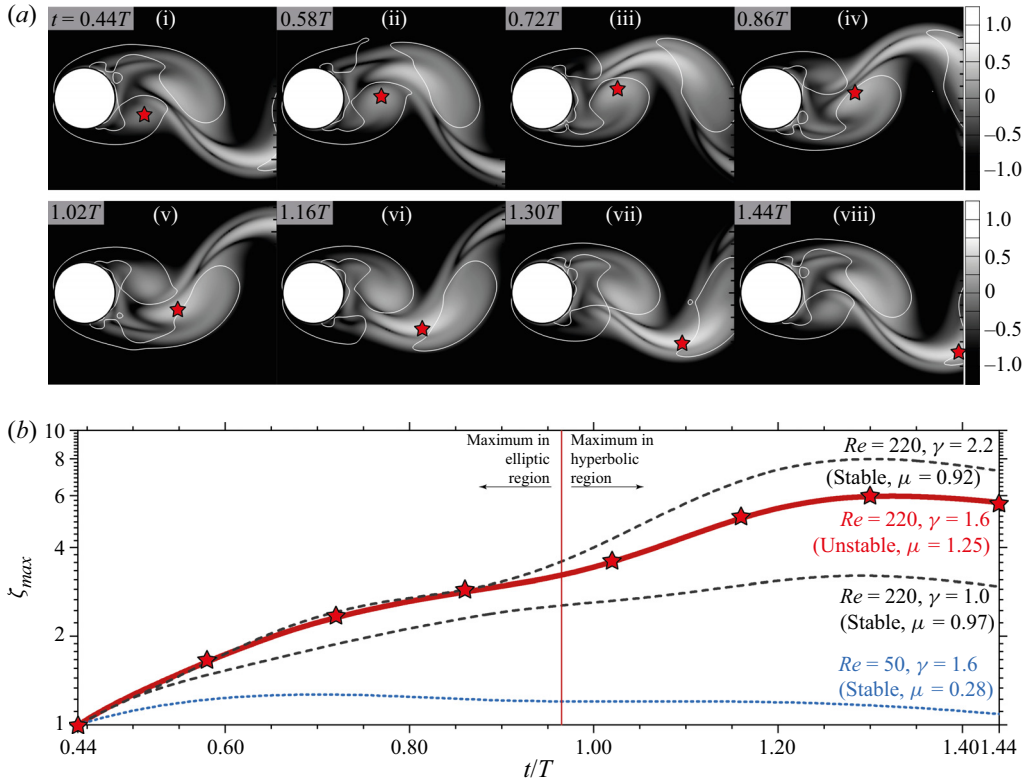 (a)
t = 0.44T (i)
0.58T (ii)
0.72T (iii)
0.86T (iv)
1.0
0.5
0
−0.5
−1.0
1.02T (v)
1.16T (vi)
1.30T (vii)
1.44T (viii)
1.0
0.5
0
−0.5
−1.0
(b)
10
8
6
4
2
1
ζmax
Maximum in
elliptic
region
Maximum in
hyperbolic
region
Re = 220, γ = 2.2
(Stable, μ = 0.92)
Re = 220, γ = 1.6
(Unstable, μ = 1.25)
Re = 220, γ = 1.0
(Stable, μ = 0.97)
Re = 50, γ = 1.6
(Stable, μ = 0.28)
0.44 0.60 0.80 1.00 1.20 1.40 1.44
t/T